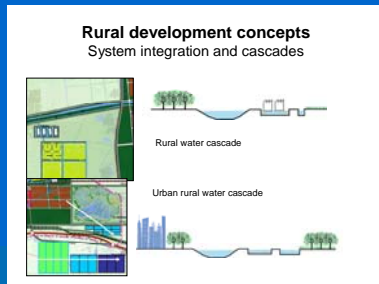 Rural development concepts
System integration and cascades
Rural water cascade
Urban rural water cascade